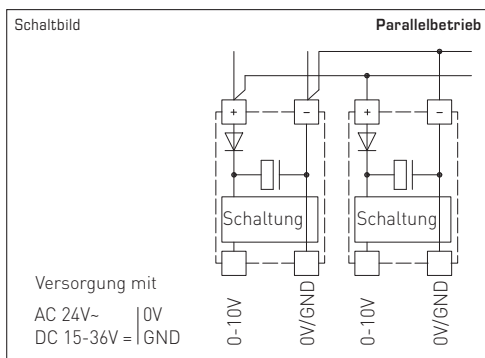 Schaltbild
Parallelbetrieb
+ − + −
Schaltung Schaltung
0-10V 0V/GND 0-10V 0V/GND
Versorgung mit
AC 24V~ | 0V
DC 15-36V = | GND